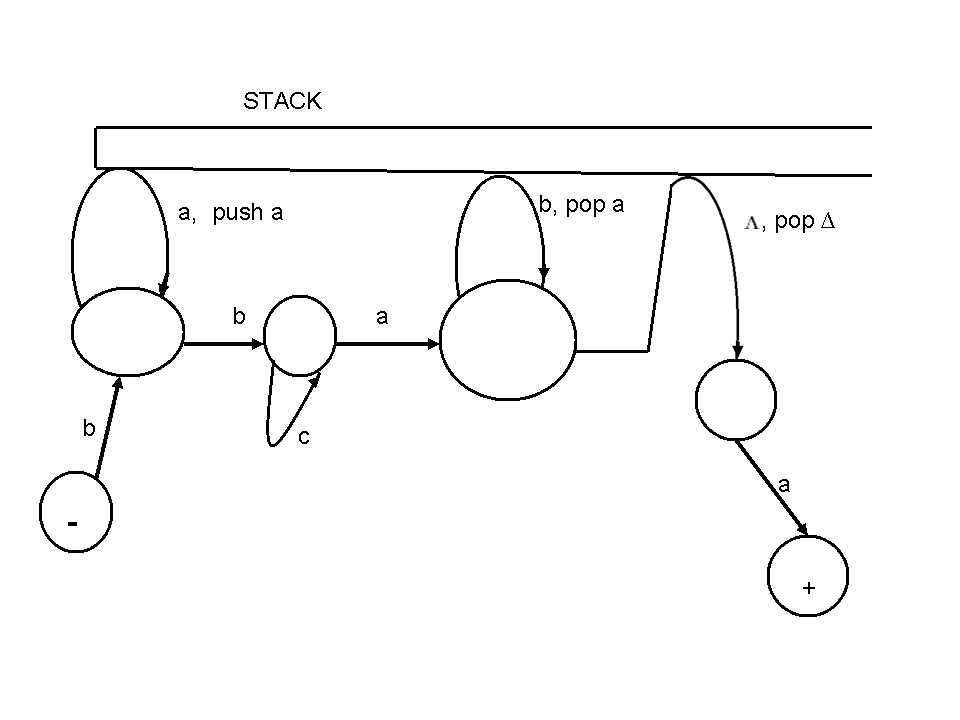 STACK
a, push a
b, pop a
Λ, pop Δ
b
a
b
c
a
-
+